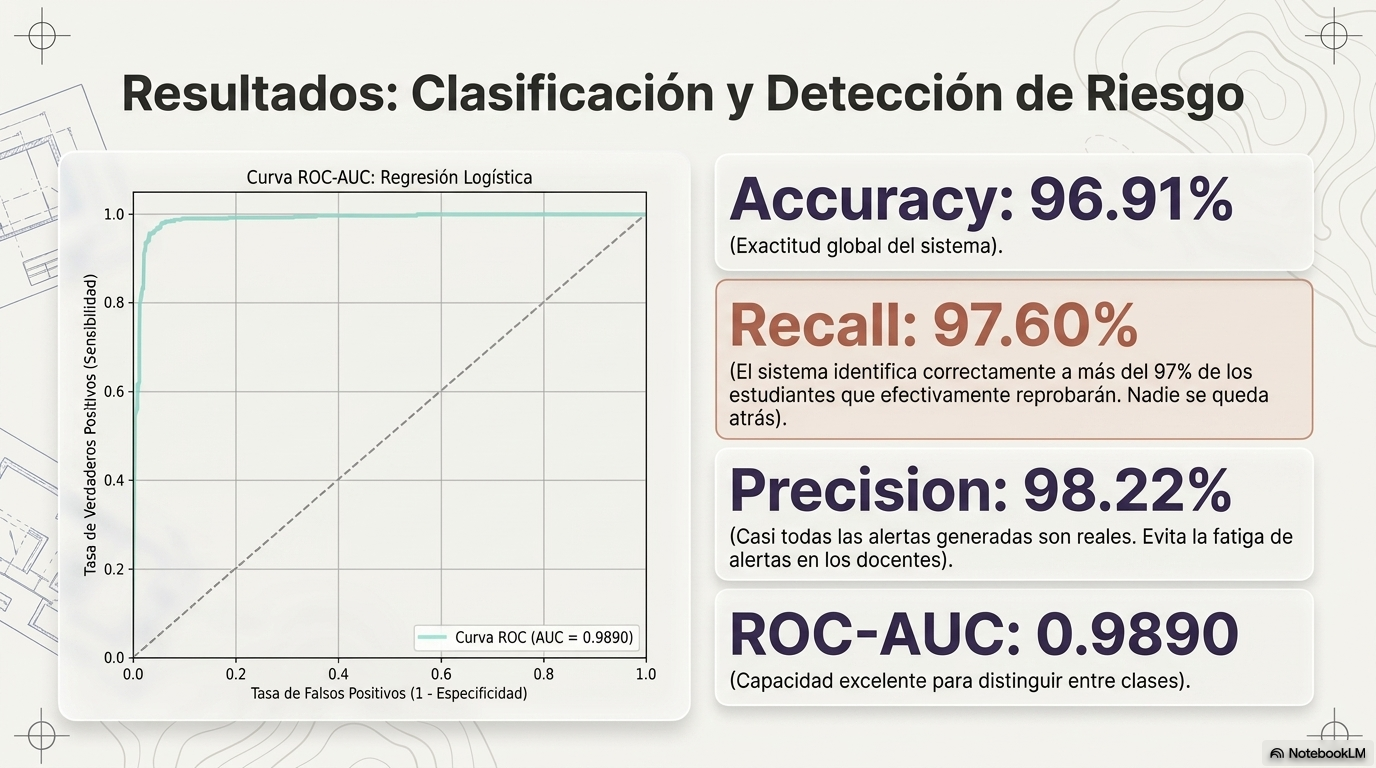 Resultados: Clasificación y Detección de Riesgo
Curva ROC-AUC: Regresión Logística
Tasa de Verdaderos Positivos (Sensibilidad)
1.0
0.8
0.6
0.4
0.2
0.0
0.0 0.2 0.4 0.6 0.8 1.0
Tasa de Falsos Positivos (1 - Especificidad)
Curva ROC (AUC = 0.9890)
Accuracy: 96.91%
(Exactitud global del sistema).
Recall: 97.60%
(El sistema identifica correctamente a más del 97% de los
estudiantes que efectivamente reprobarán. Nadie se queda
atrás).
Precision: 98.22%
(Casi todas las alertas generadas son reales. Evita la fatiga de
alertas en los docentes).
ROC-AUC: 0.9890
(Capacidad excelente para distinguir entre clases).
NotebookLM